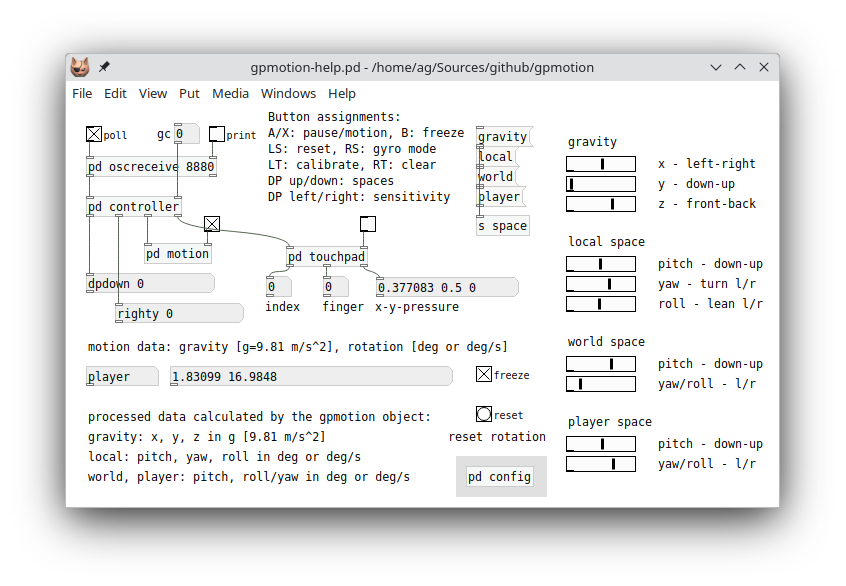 gpmotion-help.pd - /home/ag/Sources/github/gpmotion
File Edit View Put Media Windows Help
poll
gc 0
print
pd oscreceive 8880
pd controller
pd motion
dpdown 0
righty 0
Button assignments:
A/X: pause/motion, B: freeze
LS: reset, RS: gyro mode
LT: calibrate, RT: clear
DP up/down: spaces
DP left/right: sensitivity
gravity
local
world
player
s space
pd touchpad
0
0
0.377083 0.5 0
index
finger
x-y-pressure
motion data: gravity [g=9.81 m/s^2], rotation [deg or deg/s]
player
1.83099 16.9848
freeze
processed data calculated by the gpmotion object:
gravity: x, y, z in g [9.81 m/s^2]
local: pitch, yaw, roll in deg or deg/s
world, player: pitch, roll/yaw in deg or deg/s
reset
reset rotation
pd config
gravity
x - left-right
y - down-up
z - front-back
local space
pitch - down-up
yaw - turn l/r
roll - lean l/r
world space
pitch - down-up
yaw/roll - l/r
player space
pitch - down-up
yaw/roll - l/r